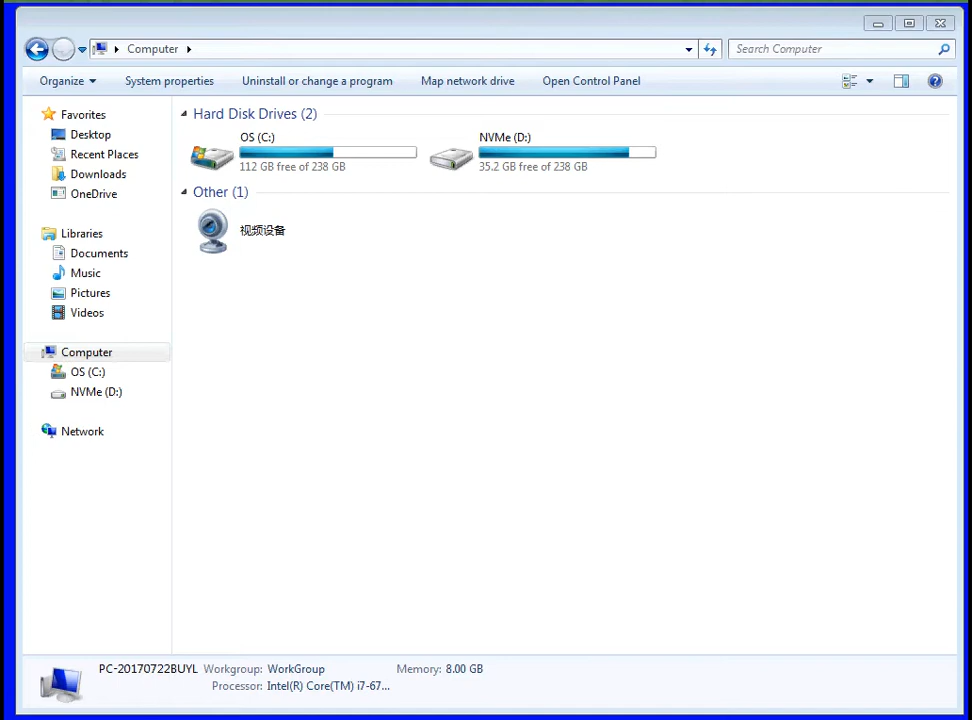 Computer
Search Computer
Organize System properties Uninstall or change a program Map network drive Open Control Panel
Favorites
Desktop
Recent Places
Downloads
OneDrive
Libraries
Documents
Music
Pictures
Videos
Computer
OS (C:)
NVMe (D:)
Network
Hard Disk Drives (2)
OS (C:)
112 GB free of 238 GB
NVMe (D:)
35.2 GB free of 238 GB
Other (1)
视频设备
PC-20170722BUYL Workgroup: WorkGroup Memory: 8.00 GB
Processor: Intel(R) Core(TM) i7-67...